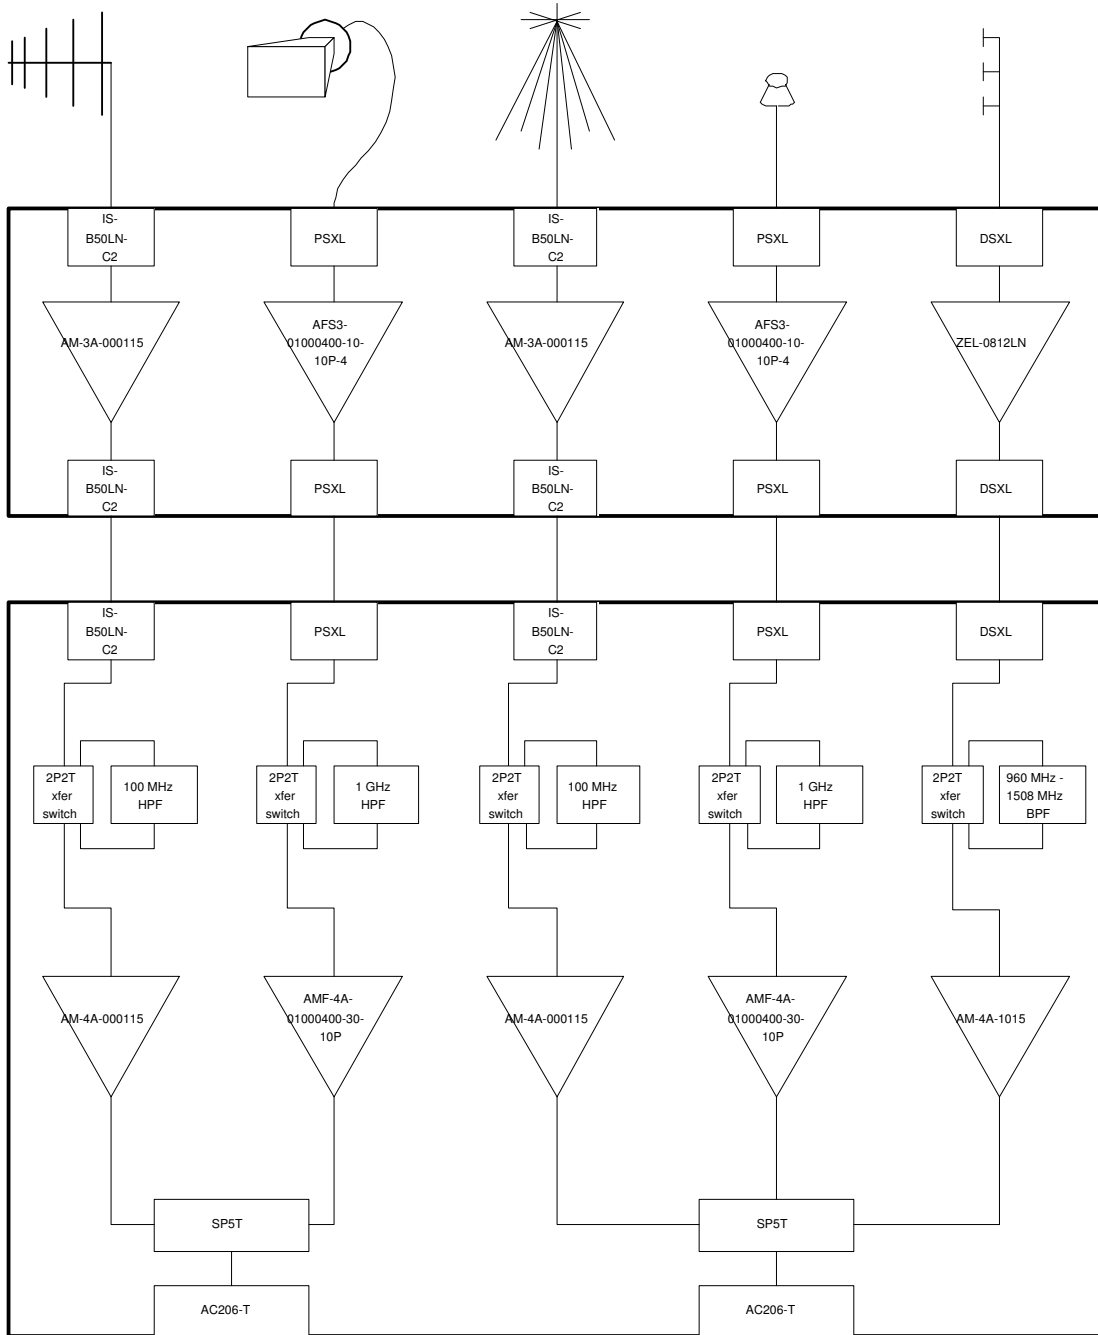 IS-
B50LN-
C2
PSXL
IS-
B50LN-
C2
PSXL
DSXL
AM-3A-000115
AFS3-
01000400-10-
10P-4
AM-3A-000115
AFS3-
01000400-10-
10P-4
ZEL-0812LN
IS-
B50LN-
C2
PSXL
IS-
B50LN-
C2
PSXL
DSXL
IS-
B50LN-
C2
PSXL
IS-
B50LN-
C2
PSXL
DSXL
2P2T
xfer
switch
100 MHz
HPF
2P2T
xfer
switch
1 GHz
HPF
2P2T
xfer
switch
100 MHz
HPF
2P2T
xfer
switch
1 GHz
HPF
2P2T
xfer
switch
960 MHz -
1508 MHz
BPF
AM-4A-000115
AMF-4A-
01000400-30-
10P
AM-4A-000115
AMF-4A-
01000400-30-
10P
AM-4A-1015
SP5T
SP5T
AC206-T
AC206-T